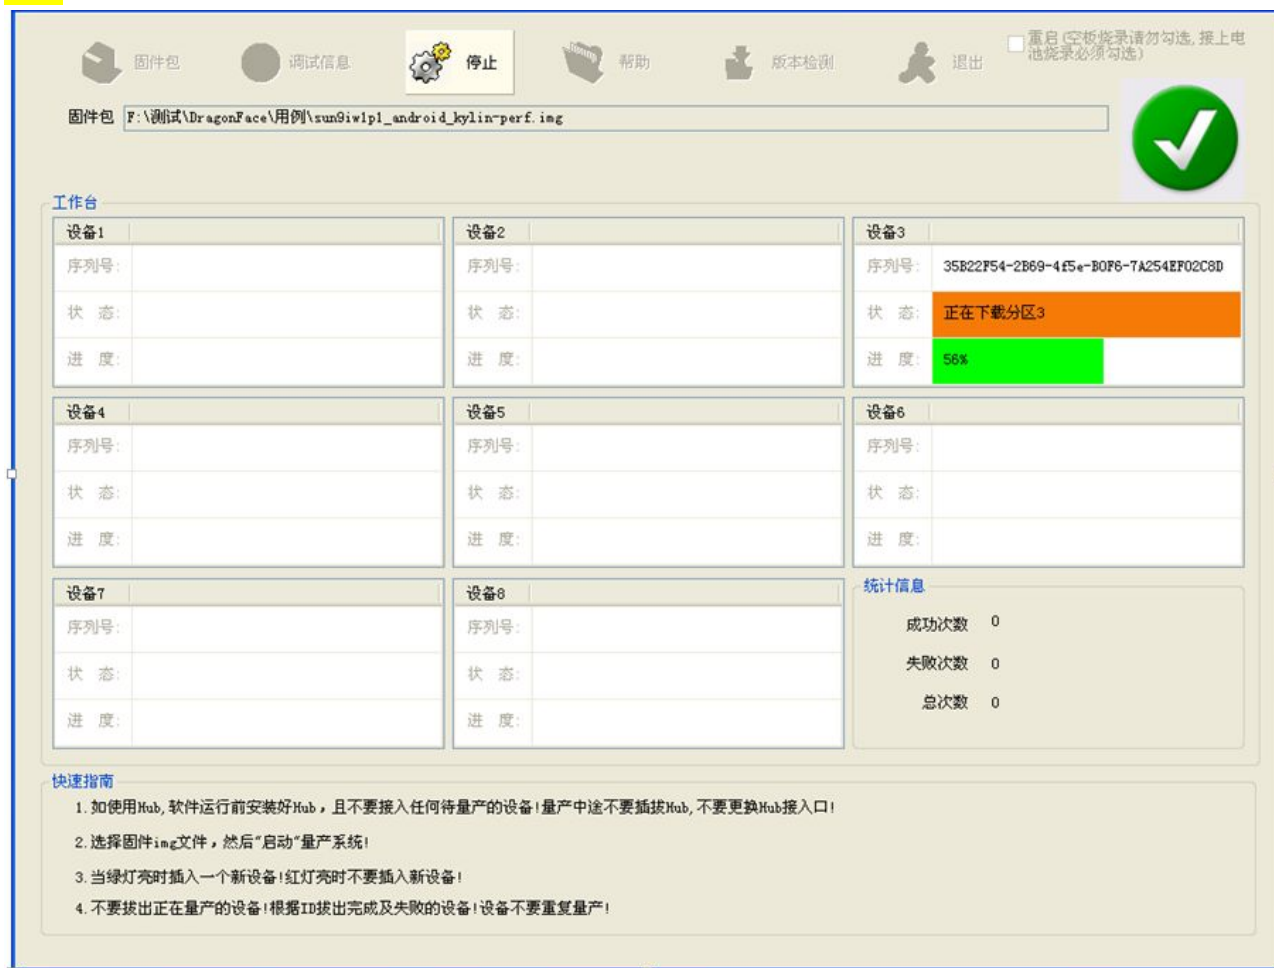 固件包 调试信息 停止 帮助 版本检测 退出 重启(空板烧录请勿勾选,接上电
池烧录必须勾选)
固件包 F:\测试\DragonFace\用例\sun9iw1p1_android_kylin-perf.img
工作台
设备1 设备2 设备3
序列号: 序列号: 序列号: 35B22F54-2B69-4f5e-B0F6-7A254EF02C8D
状 态: 状 态: 状 态: 正在下载分区3
进 度: 进 度: 进 度: 56%
设备4 设备5 设备6
序列号: 序列号: 序列号:
状 态: 状 态: 状 态:
进 度: 进 度: 进 度:
设备7 设备8 统计信息
序列号: 序列号: 成功次数 0
状 态: 状 态: 失败次数 0
进 度: 进 度: 总次数 0
快速指南
1.如使用Hub,软件运行前安装好Hub，且不要接入任何待量产的设备!量产中途不要插拔Hub,不要更换Hub接入口!
2.选择固件img文件，然后"启动"量产系统!
3.当绿灯亮时插入一个新设备!红灯亮时不要插入新设备!
4.不要拔出正在量产的设备!根据ID拔出完成及失败的设备!设备不要重复量产!